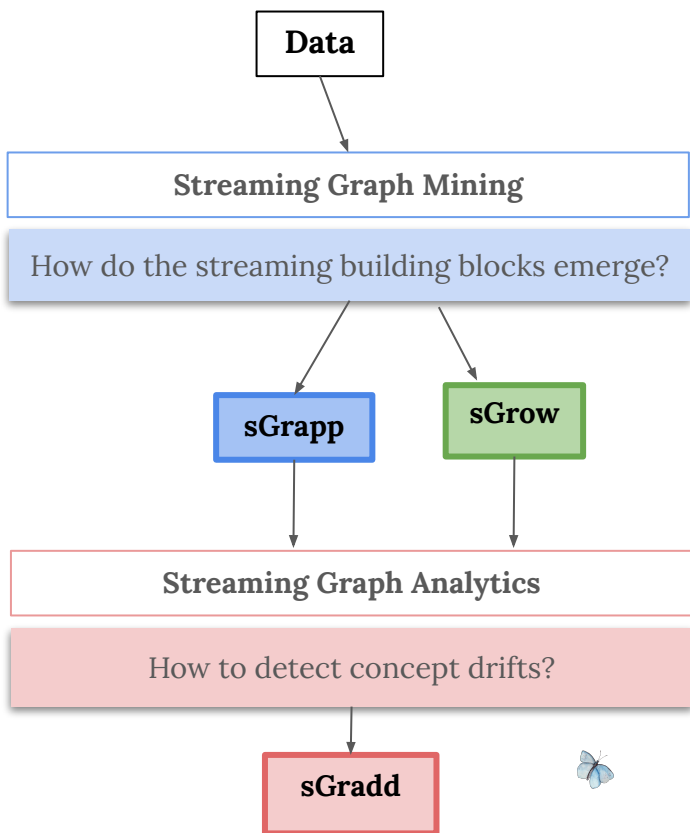 Data
Streaming Graph Mining
How do the streaming building blocks emerge?
sGrapp
sGrow
Streaming Graph Analytics
How to detect concept drifts?
sGradd